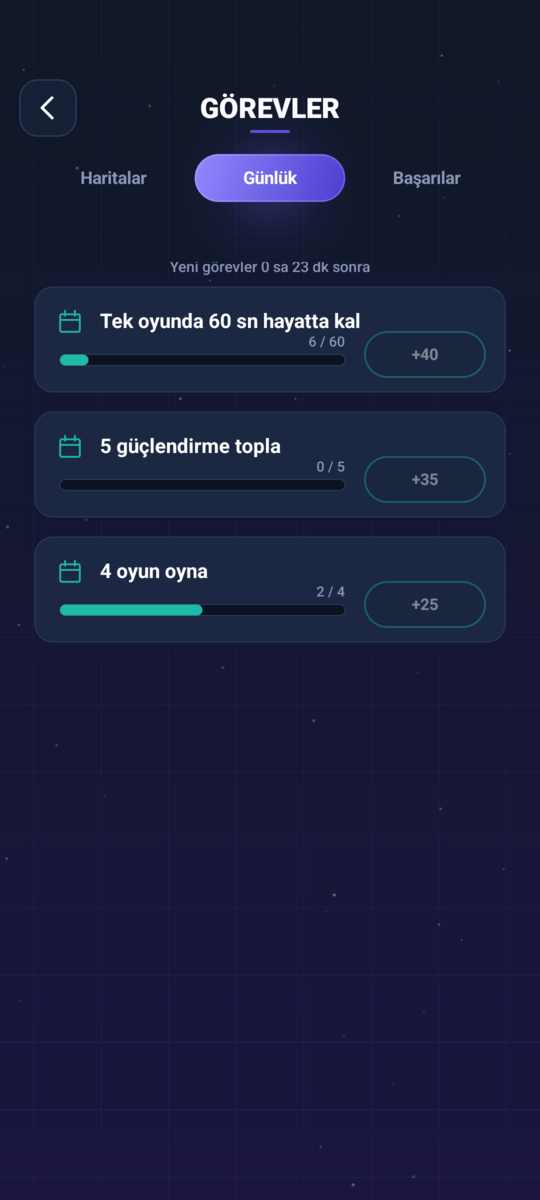 GÖREVLER
Haritalar
Günlük
Başarılar
Yeni görevler 0 sa 23 dk sonra
Tek oyunda 60 sn hayatta kal
6 / 60
+40
5 güçlendirme topla
0 / 5
+35
4 oyun oyna
2 / 4
+25